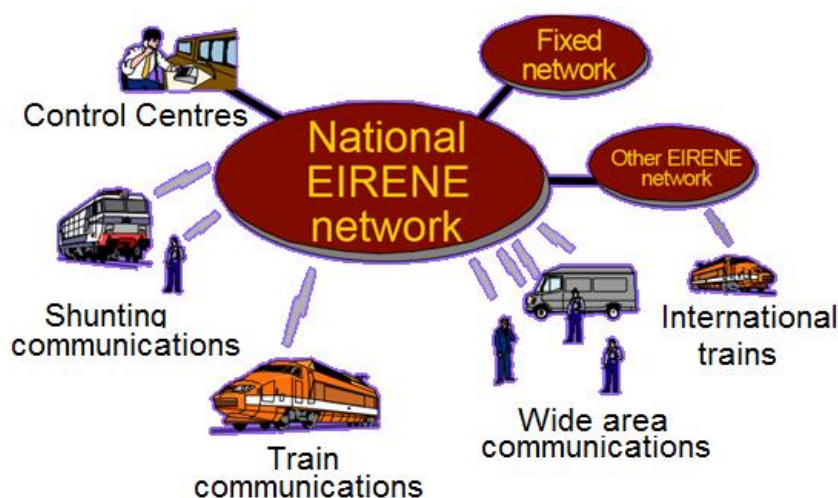 Fixed
network
Control Centres
National
EIRENE
network
Other EIRENE
network
Shunting
communications
International
trains
Wide area
communications
Train
communications